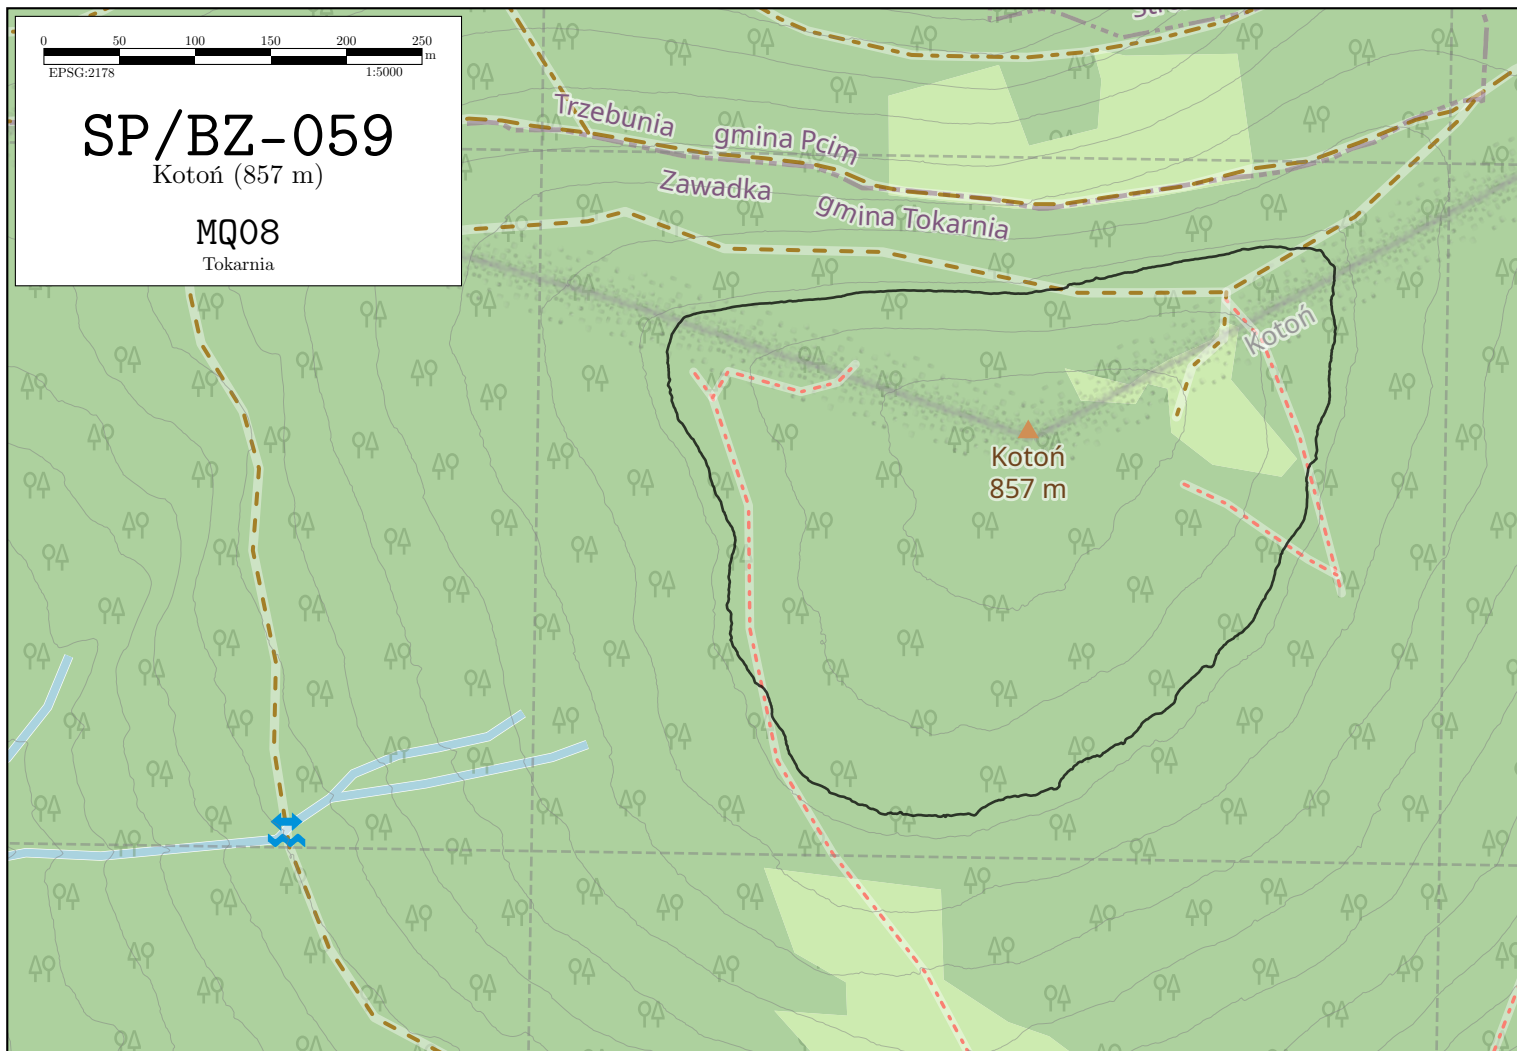 0 50 100 150 200 250
m
EPSG:2178 1:5000
SP/BZ-059
Kotoń (857 m)
MQ08
Tokarnia
Trzebunia gmina Pcim
Zawadka gmina Tokarnia
Kotoń
Kotoń
857 m